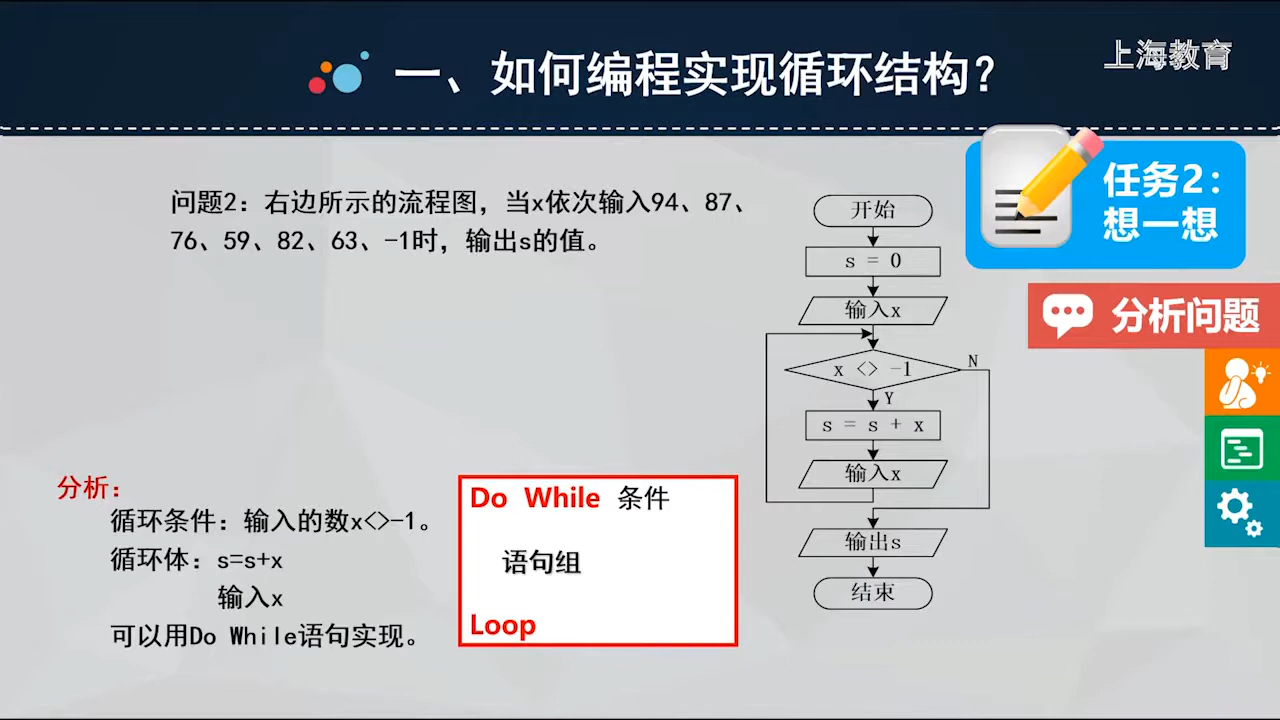 一、如何编程实现循环结构?
上海教育
任务2:
想一想
问题2:右边所示的流程图,当x依次输入94、87、
76、59、82、63、-1时,输出s的值。
分析问题
开始
s = 0
输入x
x <> -1
N
Y
s = s + x
输入x
输出s
结束
分析:
循环条件:输入的数x<>-1。
循环体:s=s+x
输入x
可以用Do While语句实现。
Do While 条件
语句组
Loop